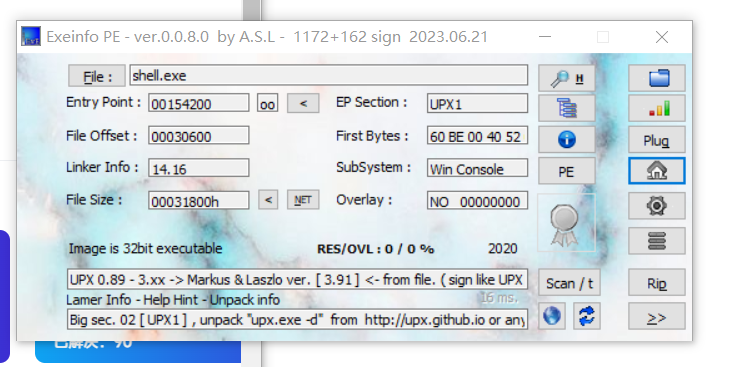 Exeinfo PE - ver.0.0.8.0 by A.S.L - 1172+162 sign 2023.06.21
File : shell.exe H
Entry Point : 00154200 oo < EP Section : UPX1
File Offset : 00030600 First Bytes : 60 BE 00 40 52 Plug
Linker Info : 14.16 SubSystem : Win Console PE
File Size : 00031800h < NET Overlay : NO 00000000
Image is 32bit executable RES/OVL : 0 / 0 % 2020
UPX 0.89 - 3.xx -> Markus & Laszlo ver. [ 3.91 ] <- from file. ( sign like UPX Scan / t Rip
Lamer Info - Help Hint - Unpack info 16 ms.
Big sec. 02 [ UPX1 ] , unpack "upx.exe -d" from http://upx.github.io or any >>
90